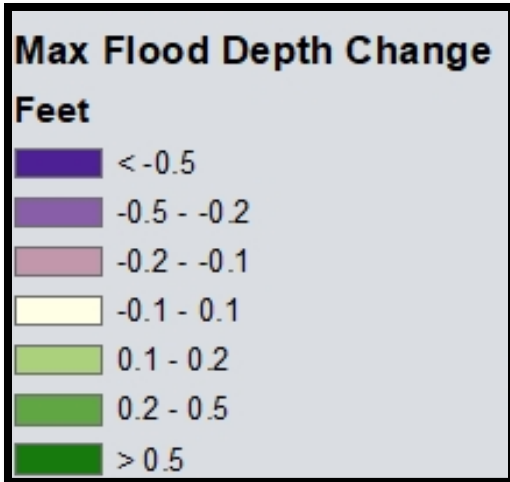 Max Flood Depth Change
Feet
< -0.5
-0.5 - -0.2
-0.2 - -0.1
-0.1 - 0.1
0.1 - 0.2
0.2 - 0.5
> 0.5